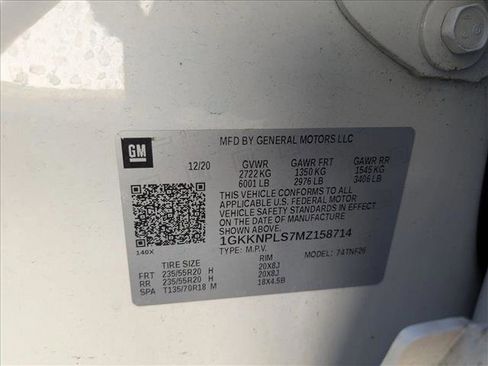 GM
MFD BY GENERAL MOTORS LLC
12/20 GVWR GAWR FRT GAWR RR
2722 KG 1350 KG 1545 KG
6001 LB 2976 LB 3406 LB
THIS VEHICLE CONFORMS TO ALL
APPLICABLE U.S. FEDERAL MOTOR
VEHICLE SAFETY STANDARDS IN EFFECT
ON THE DATE OF MANUFACTURE
SHOWN ABOVE.
1GKKNPLS7MZ158714
140X TYPE: M.P.V. MODEL: 74TNF26
TIRE SIZE RIM
FRT 235/55R20 H 20X8J
RR 235/55R20 H 20X8J
SPA T135/70R18 M 18X4.5B